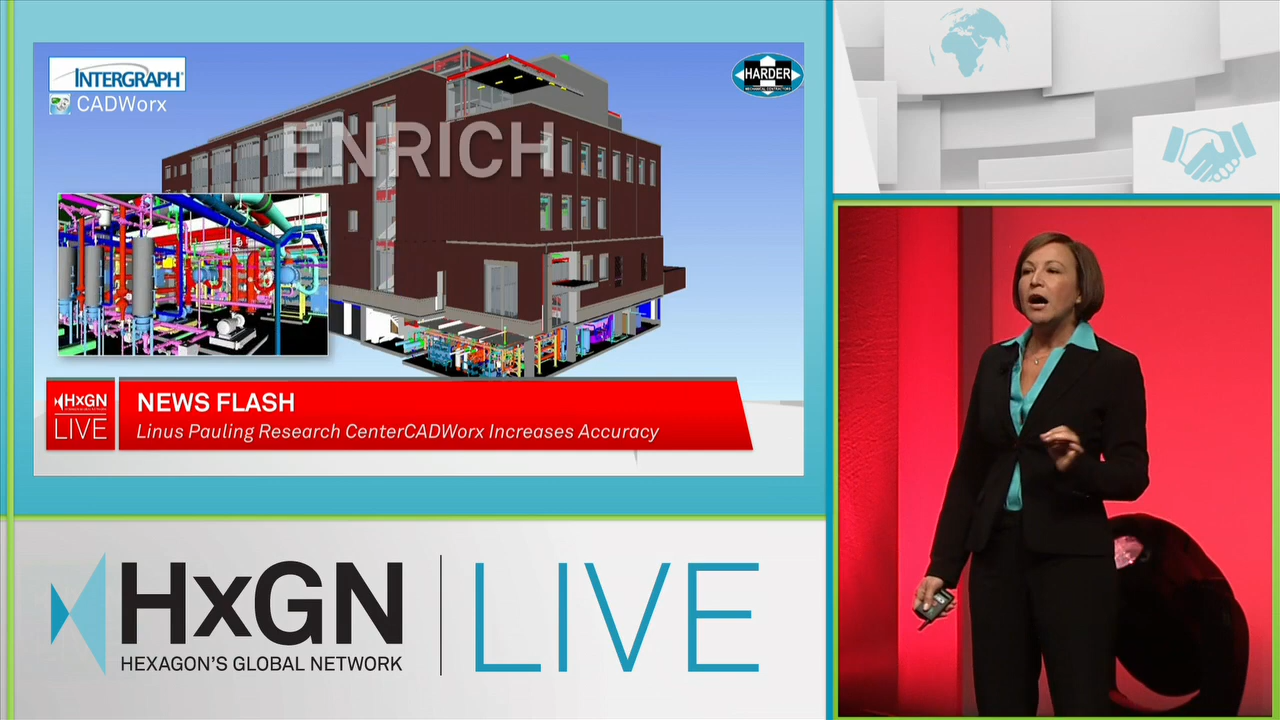 INTERGRAPH
CADWorx
HARDER
MECHANICAL CONTRACTORS
ENRICH
HxGN
LIVE
NEWS FLASH
Linus Pauling Research CenterCADWorx Increases Accuracy
HxGN
HEXAGON'S GLOBAL NETWORK
LIVE